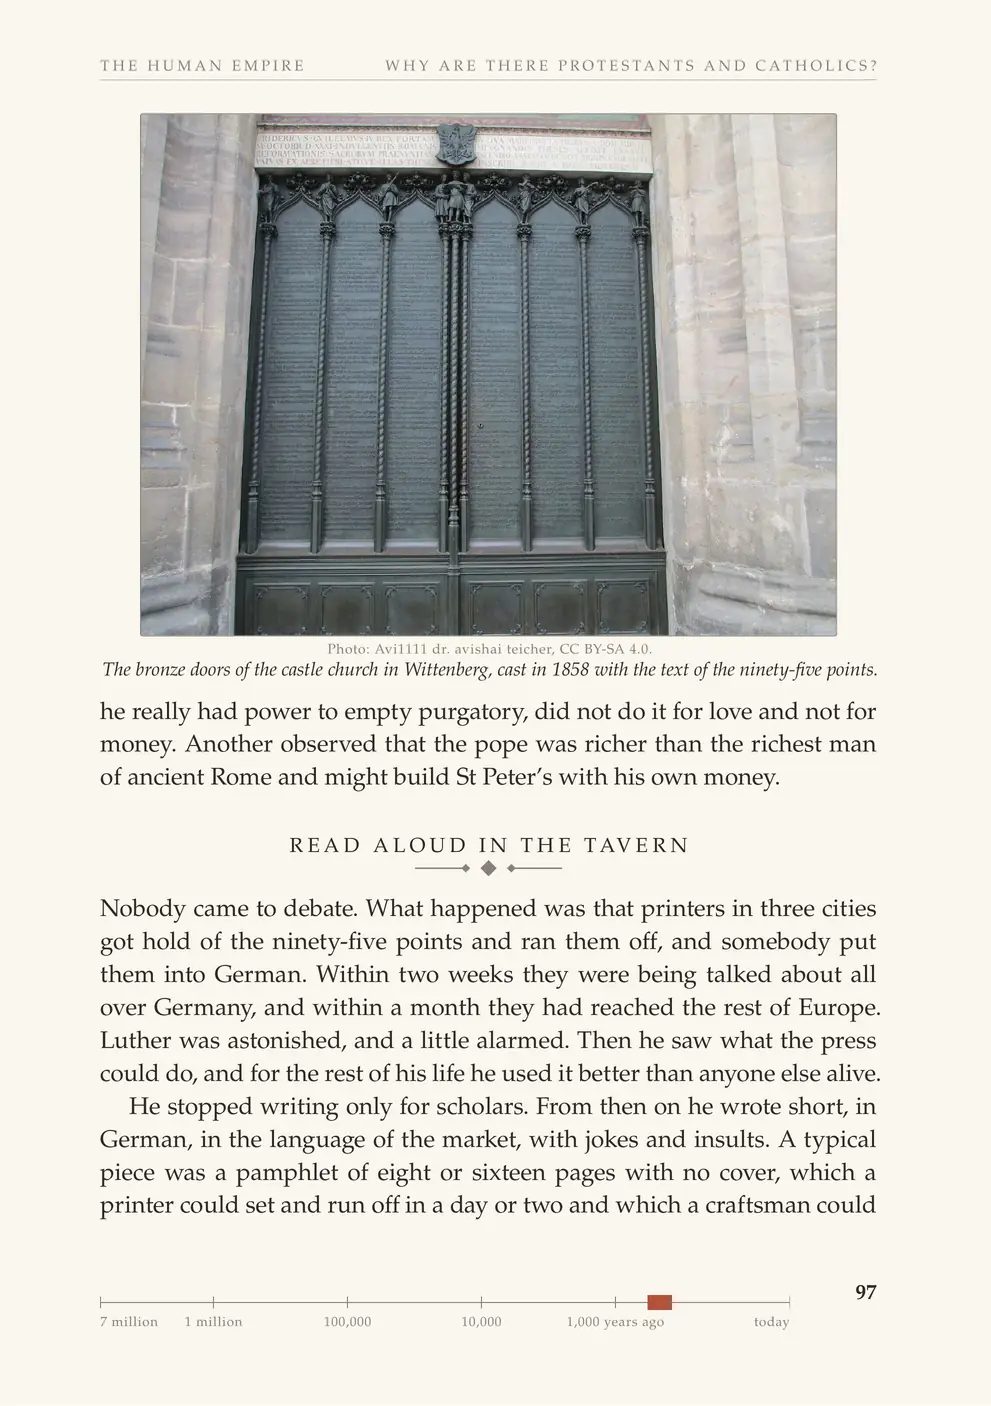 THE HUMAN EMPIRE
WHY ARE THERE PROTESTANTS AND CATHOLICS?
Photo: Avi1111 dr. avishai teicher, CC BY-SA 4.0.
The bronze doors of the castle church in Wittenberg, cast in 1858 with the text of the ninety-five points.
he really had power to empty purgatory, did not do it for love and not for
money. Another observed that the pope was richer than the richest man
of ancient Rome and might build St Peter’s with his own money.
READ ALOUD IN THE TAVERN
Nobody came to debate. What happened was that printers in three cities
got hold of the ninety-five points and ran them off, and somebody put
them into German. Within two weeks they were being talked about all
over Germany, and within a month they had reached the rest of Europe.
Luther was astonished, and a little alarmed. Then he saw what the press
could do, and for the rest of his life he used it better than anyone else alive.
He stopped writing only for scholars. From then on he wrote short, in
German, in the language of the market, with jokes and insults. A typical
piece was a pamphlet of eight or sixteen pages with no cover, which a
printer could set and run off in a day or two and which a craftsman could
97
7 million 1 million 100,000 10,000 1,000 years ago today